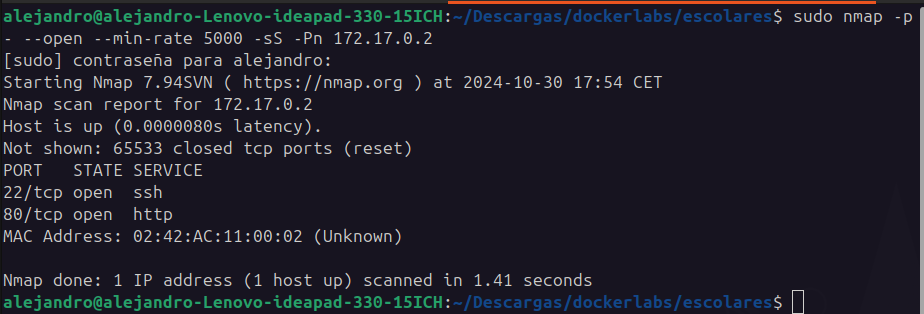 alejandro@alejandro-Lenovo-ideapad-330-15ICH:~/Descargas/dockerlabs/escolares$ sudo nmap -p
- --open --min-rate 5000 -sS -Pn 172.17.0.2
[sudo] contraseña para alejandro:
Starting Nmap 7.94SVN ( https://nmap.org ) at 2024-10-30 17:54 CET
Nmap scan report for 172.17.0.2
Host is up (0.0000080s latency).
Not shown: 65533 closed tcp ports (reset)
PORT   STATE SERVICE
22/tcp open  ssh
80/tcp open  http
MAC Address: 02:42:AC:11:00:02 (Unknown)
Nmap done: 1 IP address (1 host up) scanned in 1.41 seconds
alejandro@alejandro-Lenovo-ideapad-330-15ICH:~/Descargas/dockerlabs/escolares$